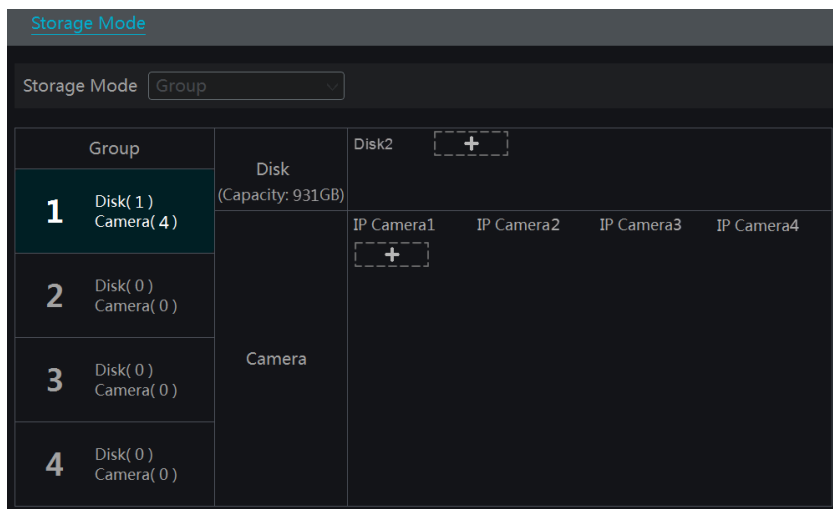 Storage Mode
Storage Mode Group
Group
1
Disk( 1 )
Camera( 4 )
2
Disk( 0 )
Camera( 0 )
3
Disk( 0 )
Camera( 0 )
4
Disk( 0 )
Camera( 0 )
Disk
(Capacity: 931GB)
Disk2 +
Camera
IP Camera1 IP Camera2 IP Camera3 IP Camera4
+